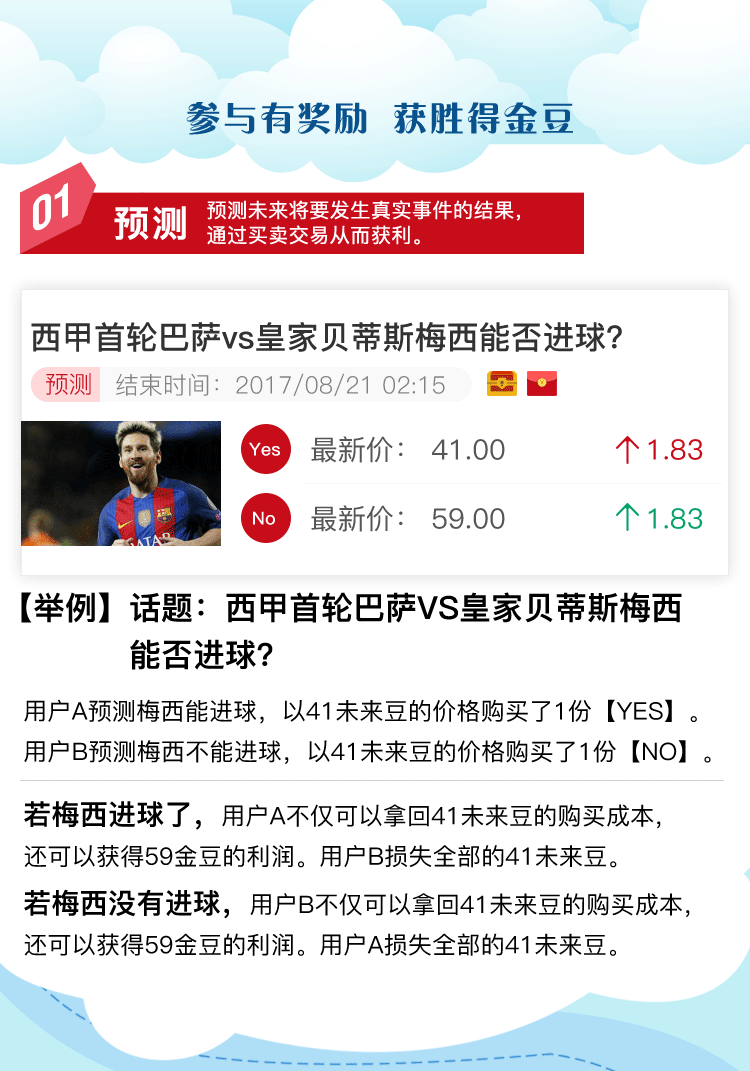 参与有奖励 获胜得金豆
01
预测
预测未来将要发生真实事件的结果，
通过买卖交易从而获利。
西甲首轮巴萨vs皇家贝蒂斯梅西能否进球？
预测 结束时间：2017/08/21 02:15
Yes 最新价： 41.00 ↑1.83
No 最新价： 59.00 ↑1.83
【举例】话题：西甲首轮巴萨VS皇家贝蒂斯梅西
能否进球？
用户A预测梅西能进球，以41未来豆的价格购买了1份【YES】。
用户B预测梅西不能进球，以41未来豆的价格购买了1份【NO】。
若梅西进球了，用户A不仅可以拿回41未来豆的购买成本，
还可以获得59金豆的利润。用户B损失全部的41未来豆。
若梅西没有进球，用户B不仅可以拿回41未来豆的购买成本，
还可以获得59金豆的利润。用户A损失全部的41未来豆。